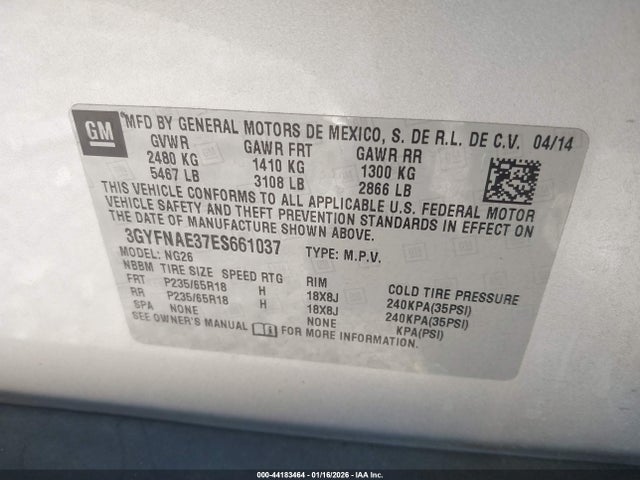 GM MFD BY GENERAL MOTORS DE MEXICO, S. DE R.L. DE C.V. 04/14
GVWR GAWR FRT GAWR RR
2480 KG 1410 KG 1300 KG
5467 LB 3108 LB 2866 LB
THIS VEHICLE CONFORMS TO ALL APPLICABLE U.S. FEDERAL MOTOR
VEHICLE SAFETY AND THEFT PREVENTION STANDARDS IN EFFECT ON
THE DATE OF MANUFACTURE SHOWN ABOVE.
3GYFNAE37ES661037 TYPE: M.P.V.
MODEL: NG26
NBBM TIRE SIZE SPEED RTG RIM COLD TIRE PRESSURE
FRT P235/65R18 H 18X8J 240KPA(35PSI)
RR P235/65R18 H 18X8J 240KPA(35PSI)
SPA NONE NONE KPA(PSI)
SEE OWNER'S MANUAL FOR MORE INFORMATION.
000-44183464 - 01/16/2026 - IAA Inc.